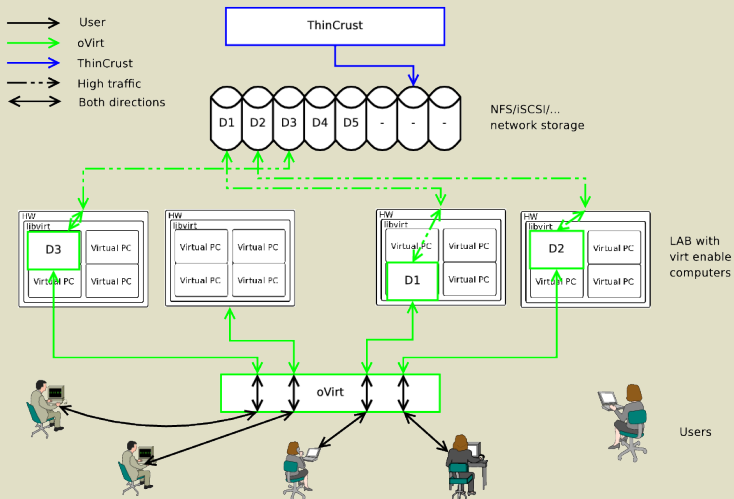 User
oVirt
ThinCrust
High traffic
Both directions
ThinCrust
D1 D2 D3 D4 D5 - - -
NFS/iSCSI/...
network storage
HW
libvirt
D3 Virtual PC
Virtual PC Virtual PC
HW
libvirt
Virtual PC Virtual PC
Virtual PC Virtual PC
HW
libvirt
Virtual PC Virtual PC
D1 Virtual PC
HW
libvirt
D2 Virtual PC
Virtual PC Virtual PC
LAB with
virt enable
computers
oVirt
Users